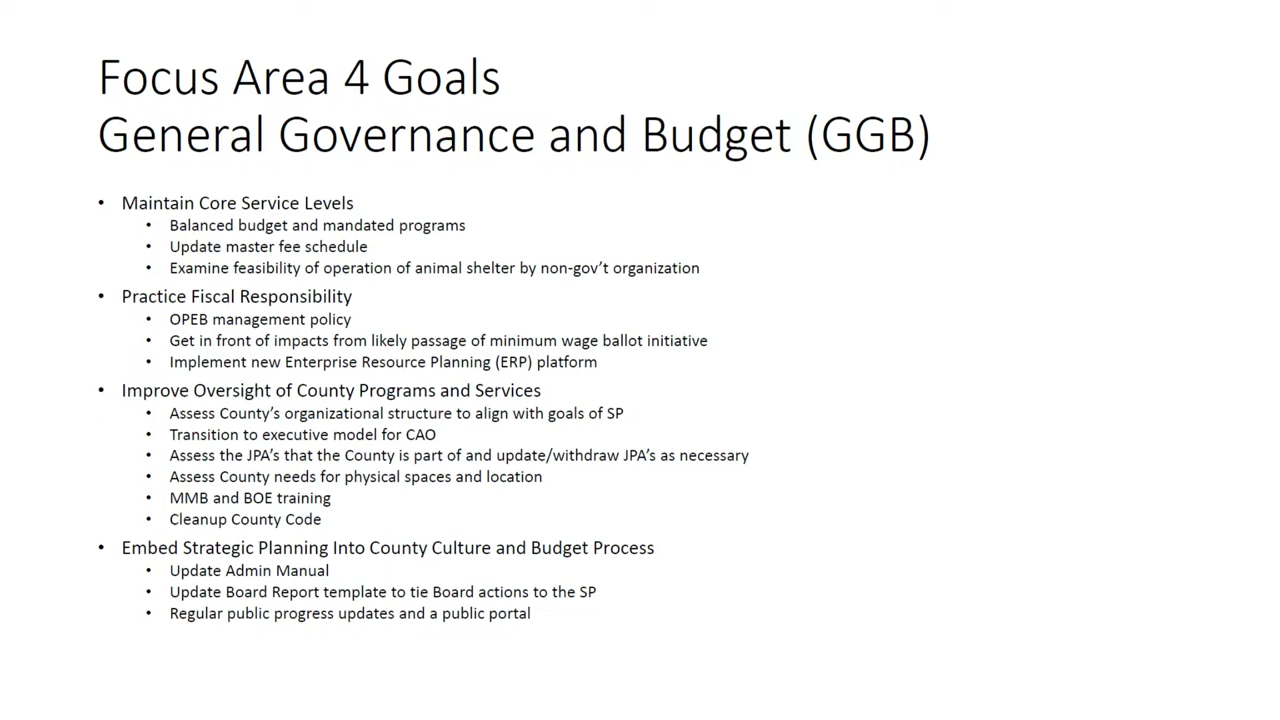 Focus Area 4 Goals
General Governance and Budget (GGB)
• Maintain Core Service Levels
• Balanced budget and mandated programs
• Update master fee schedule
• Examine feasibility of operation of animal shelter by non-gov’t organization
• Practice Fiscal Responsibility
• OPEB management policy
• Get in front of impacts from likely passage of minimum wage ballot initiative
• Implement new Enterprise Resource Planning (ERP) platform
• Improve Oversight of County Programs and Services
• Assess County’s organizational structure to align with goals of SP
• Transition to executive model for CAO
• Assess the JPA’s that the County is part of and update/withdraw JPA’s as necessary
• Assess County needs for physical spaces and location
• MMB and BOE training
• Cleanup County Code
• Embed Strategic Planning Into County Culture and Budget Process
• Update Admin Manual
• Update Board Report template to tie Board actions to the SP
• Regular public progress updates and a public portal